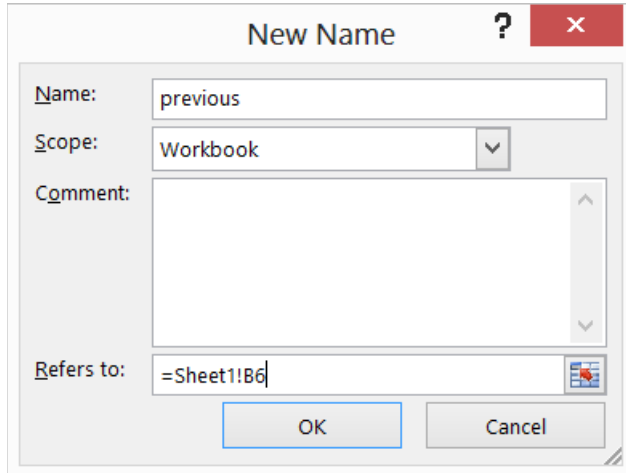 New Name ? ×
Name: previous
Scope: Workbook
Comment:
Refers to: =Sheet1!B6
OK Cancel